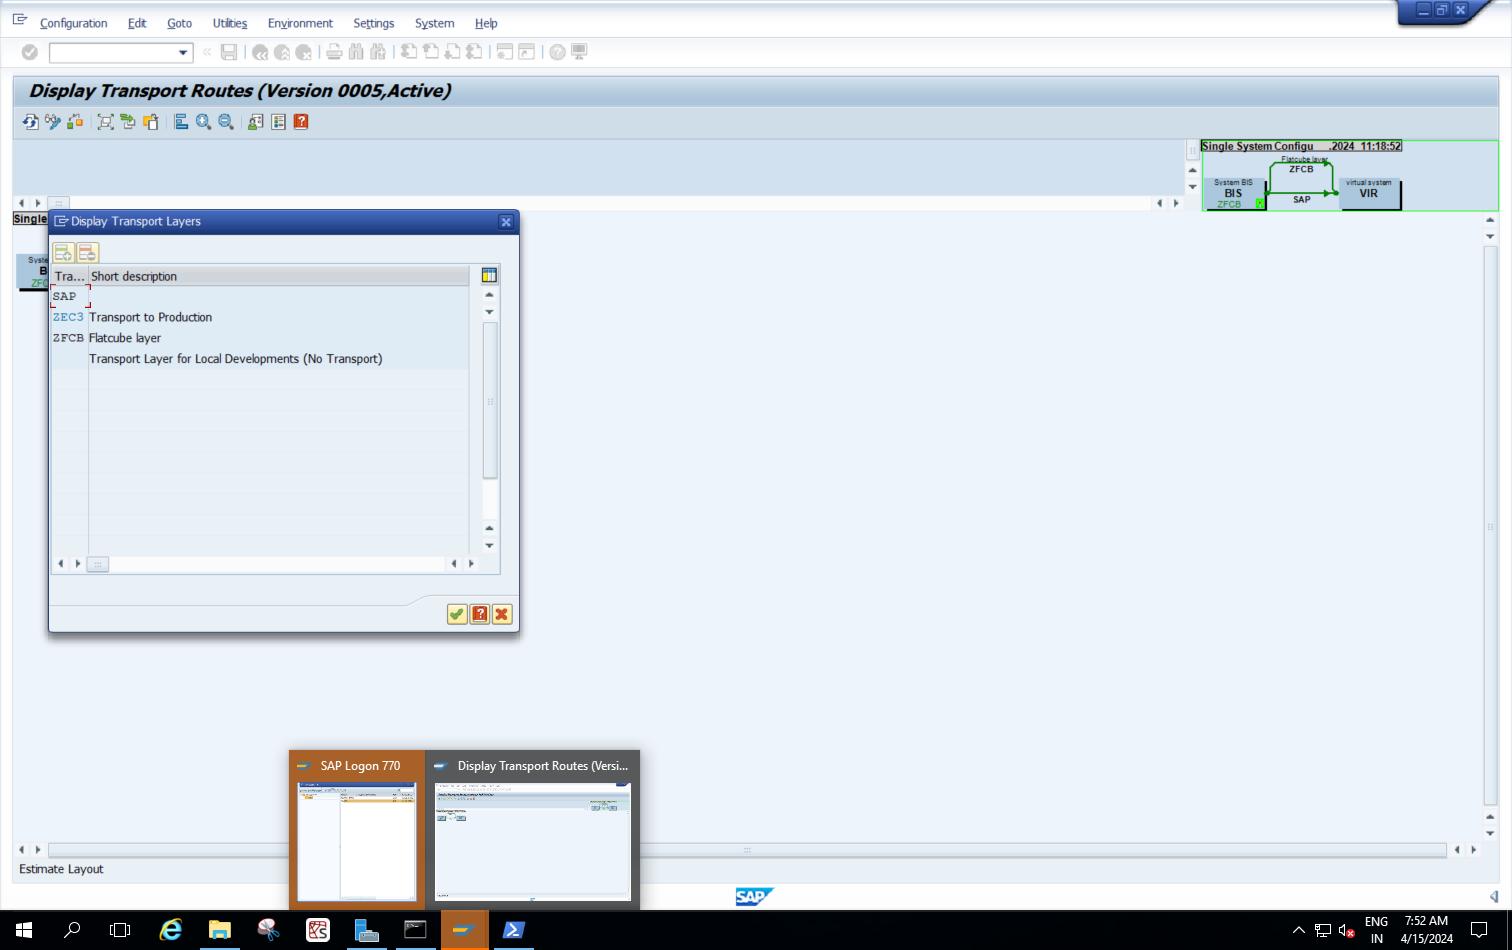 Configuration Edit Goto Utilities Environment Settings System Help
Display Transport Routes (Version 0005,Active)
Single System Configu .2024 11:18:52
Flatcube layer
ZFCB
System BIS
BIS
ZFCB
SAP
virtual system
VIR
Single
Syste
B
ZFC
Display Transport Layers
Tra... Short description
SAP
ZEC3 Transport to Production
ZFCB Flatcube layer
Transport Layer for Local Developments (No Transport)
SAP Logon 770
Display Transport Routes (Versi...
Estimate Layout
SAP
ENG
IN
7:52 AM
4/15/2024